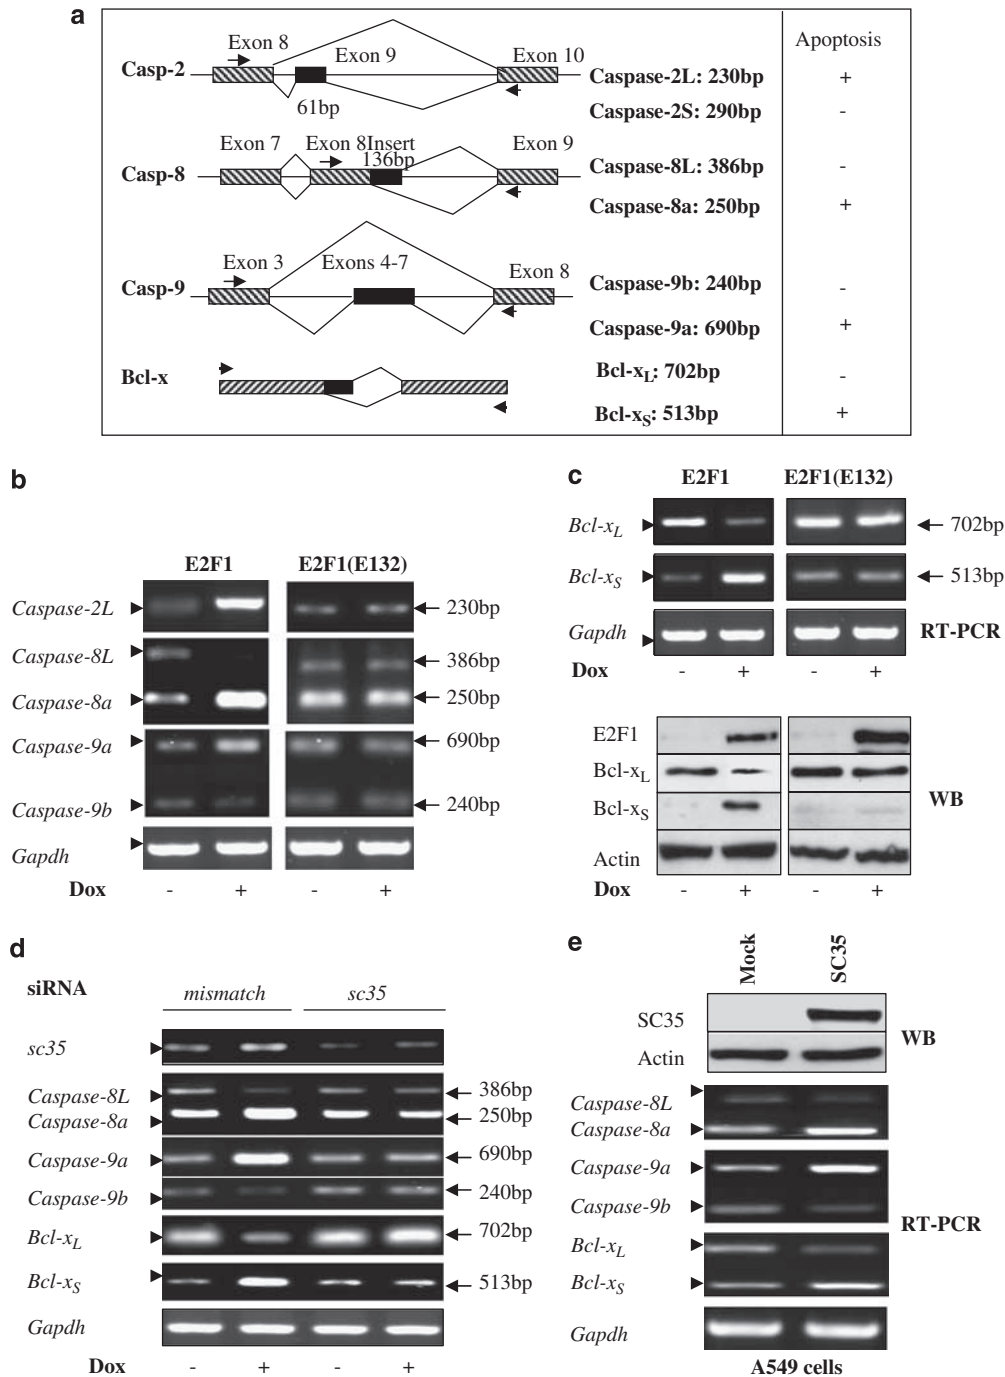 a
Apoptosis
Exon 8 Exon 9 Exon 10
Casp-2
61bp
Caspase-2L: 230bp +
Caspase-2S: 290bp -
Exon 7 Exon 8Insert Exon 9
136bp
Casp-8
Caspase-8L: 386bp -
Caspase-8a: 250bp +
Exon 3 Exons 4-7 Exon 8
Casp-9
Caspase-9b: 240bp -
Caspase-9a: 690bp +
Bcl-x
Bcl-xL: 702bp -
Bcl-xS: 513bp +
b
E2F1 E2F1(E132)
Caspase-2L 230bp
Caspase-8L 386bp
Caspase-8a 250bp
Caspase-9a 690bp
Caspase-9b 240bp
Gapdh
Dox - + - +
c
E2F1 E2F1(E132)
Bcl-xL 702bp
Bcl-xS 513bp
Gapdh RT-PCR
Dox - + - +
E2F1
Bcl-xL
Bcl-xS WB
Actin
Dox - + - +
d
siRNA mismatch sc35
sc35
Caspase-8L 386bp
Caspase-8a 250bp
Caspase-9a 690bp
Caspase-9b 240bp
Bcl-xL 702bp
Bcl-xS 513bp
Gapdh
Dox - + - +
e
Mock SC35
SC35 WB
Actin
Caspase-8L
Caspase-8a
Caspase-9a
Caspase-9b RT-PCR
Bcl-xL
Bcl-xS
Gapdh
A549 cells